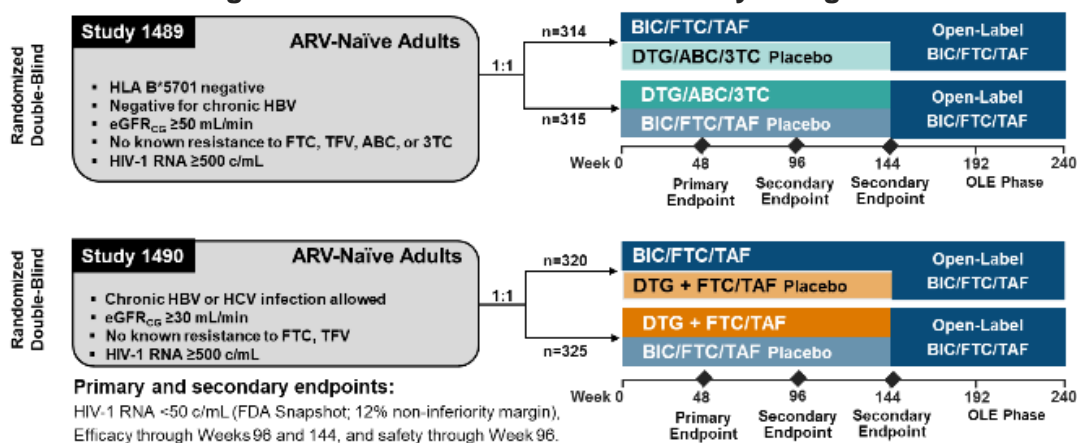 Randomized
Double-Blind
Study 1489
ARV-Naïve Adults
▪ HLA B*5701 negative
▪ Negative for chronic HBV
▪ eGFRCG ≥50 mL/min
▪ No known resistance to FTC, TFV, ABC, or 3TC
▪ HIV-1 RNA ≥500 c/mL
1:1
n=314
n=315
BIC/FTC/TAF
DTG/ABC/3TC Placebo
Open-Label
BIC/FTC/TAF
DTG/ABC/3TC
BIC/FTC/TAF Placebo
Open-Label
BIC/FTC/TAF
Week 0
48
96
144
192
240
Primary
Endpoint
Secondary
Endpoint
Secondary
Endpoint
OLE Phase
Randomized
Double-Blind
Study 1490
ARV-Naïve Adults
▪ Chronic HBV or HCV infection allowed
▪ eGFRCG ≥30 mL/min
▪ No known resistance to FTC, TFV
▪ HIV-1 RNA ≥500 c/mL
1:1
n=320
n=325
BIC/FTC/TAF
DTG + FTC/TAF Placebo
Open-Label
BIC/FTC/TAF
DTG + FTC/TAF
BIC/FTC/TAF Placebo
Open-Label
BIC/FTC/TAF
Week 0
48
96
144
192
240
Primary
Endpoint
Secondary
Endpoint
Secondary
Endpoint
OLE Phase
Primary and secondary endpoints:
HIV-1 RNA <50 c/mL (FDA Snapshot; 12% non-inferiority margin),
Efficacy through Weeks 96 and 144, and safety through Week 96.